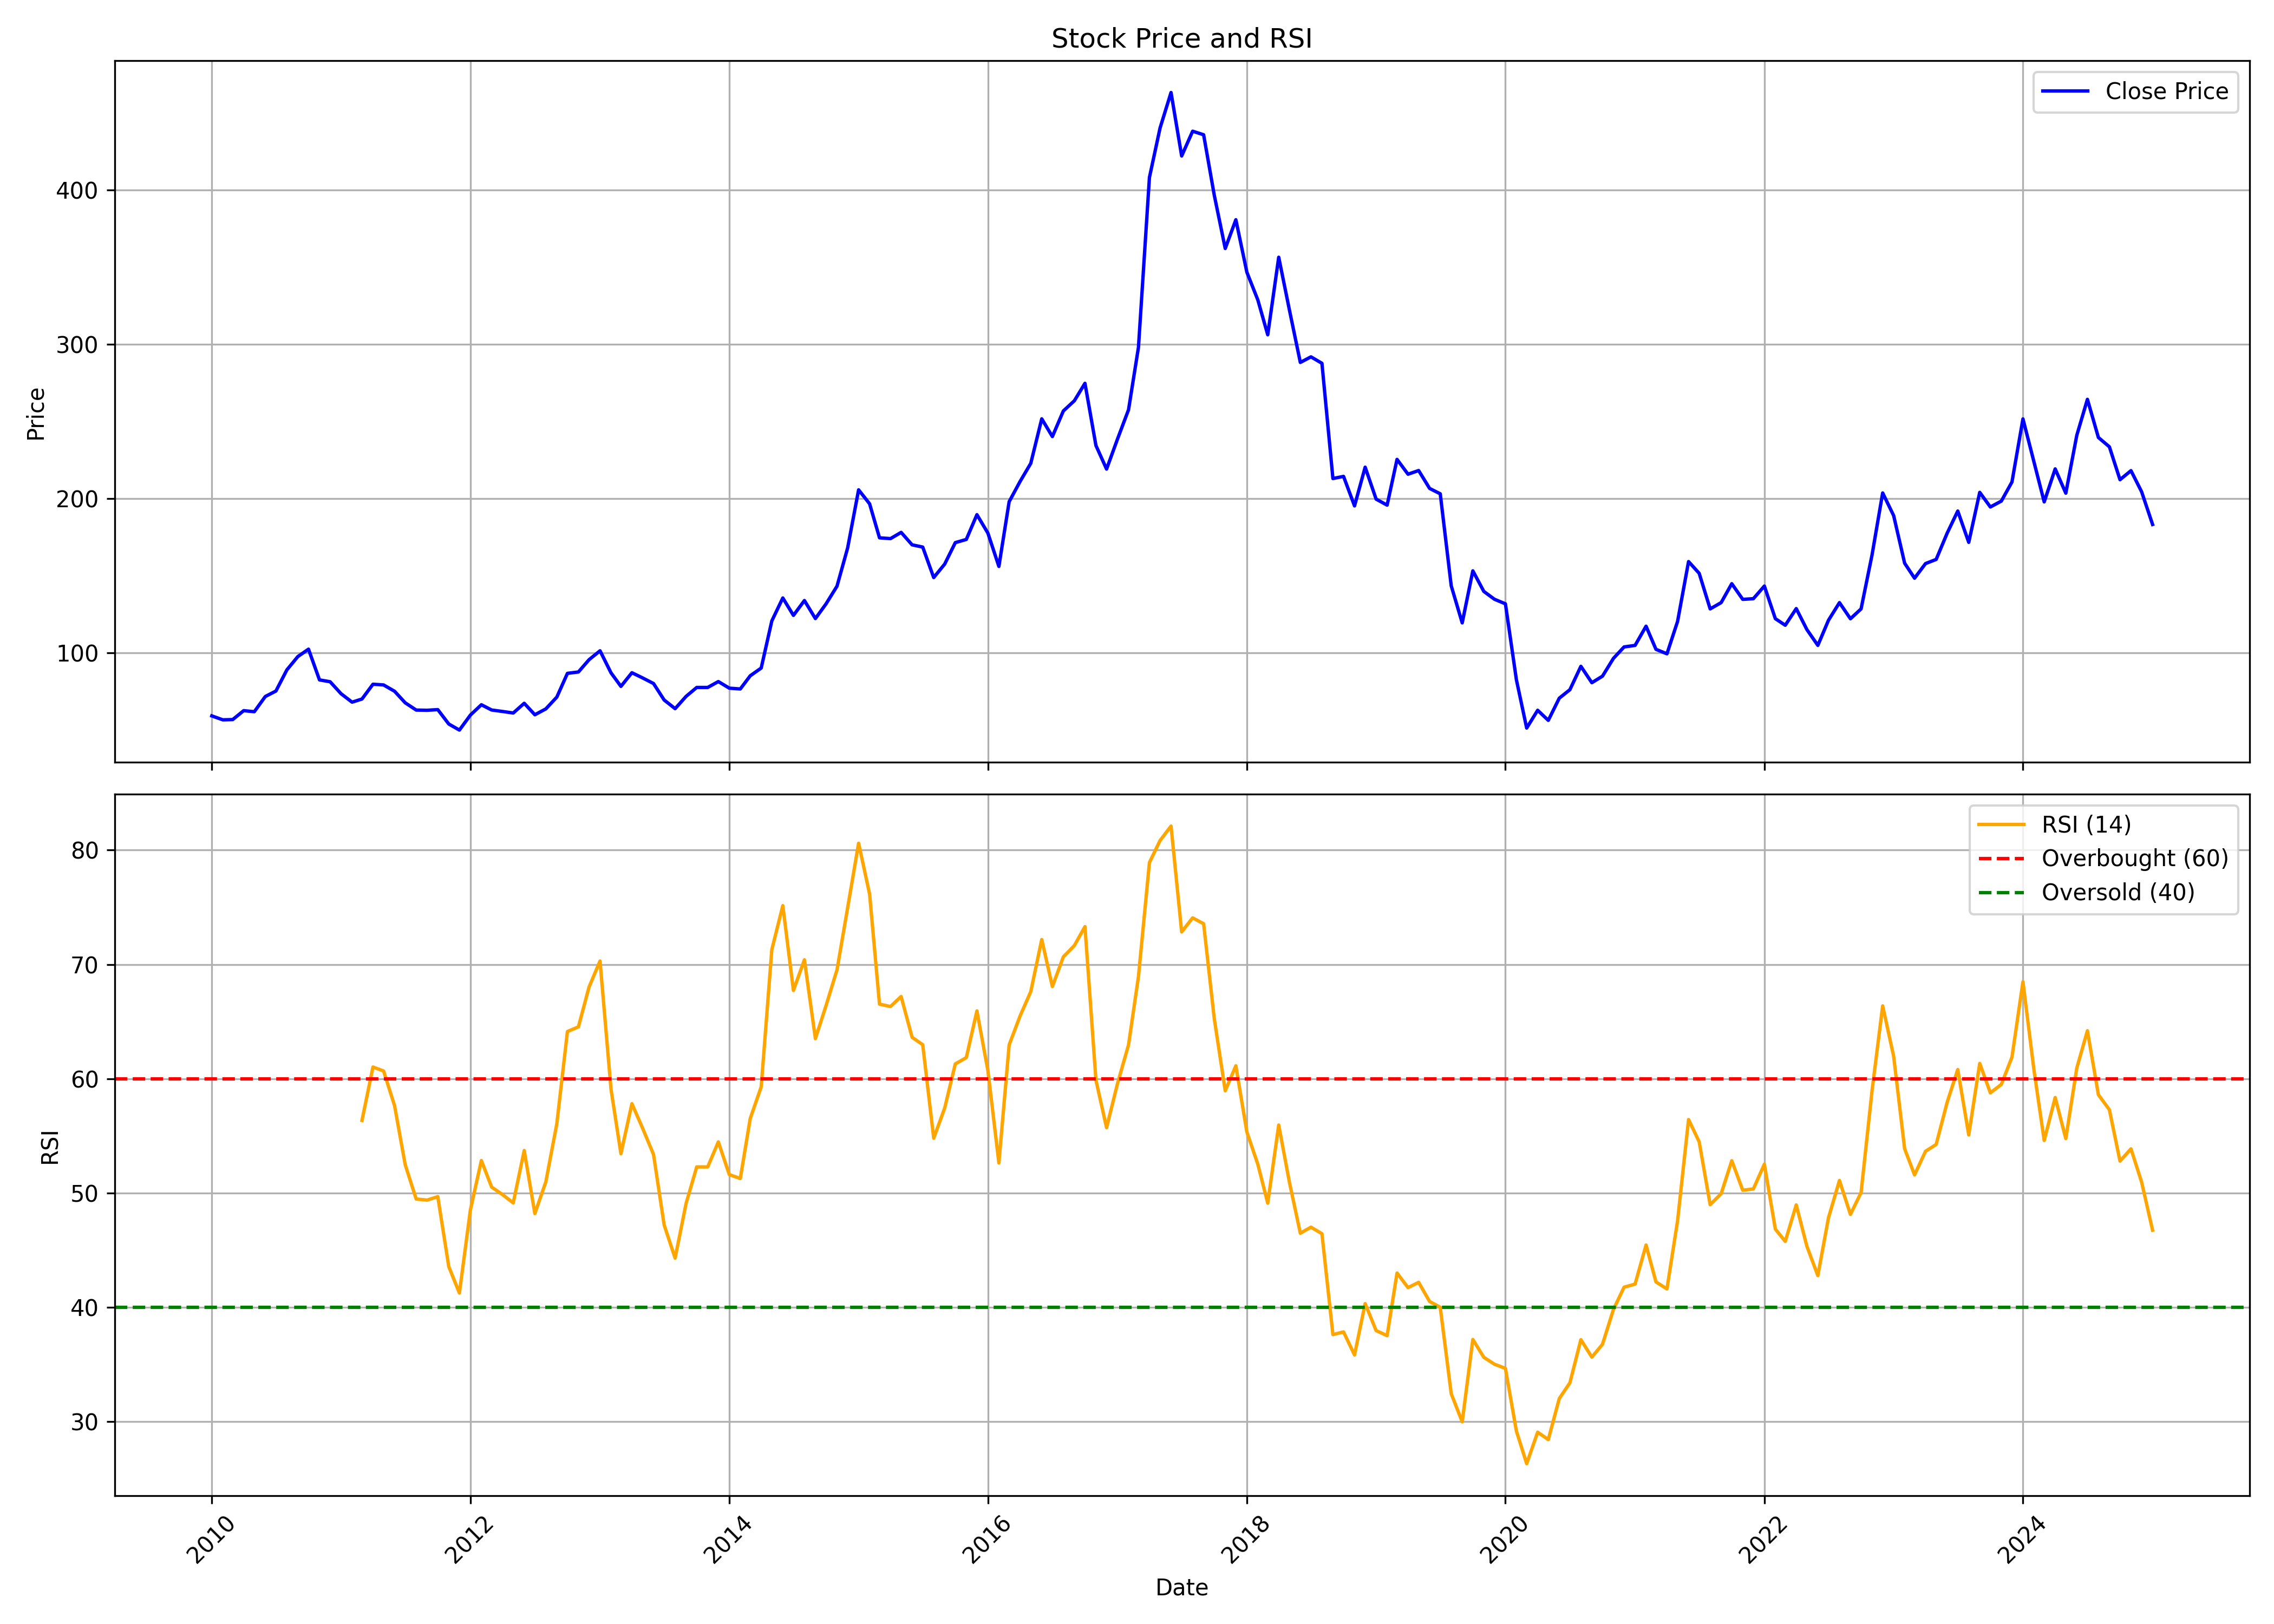 Stock Price and RSI
Close Price
400
300
200
100
Price
RSI (14)
Overbought (60)
Oversold (40)
80
70
60
50
40
30
RSI
2010
2012
2014
2016
2018
2020
2022
2024
Date